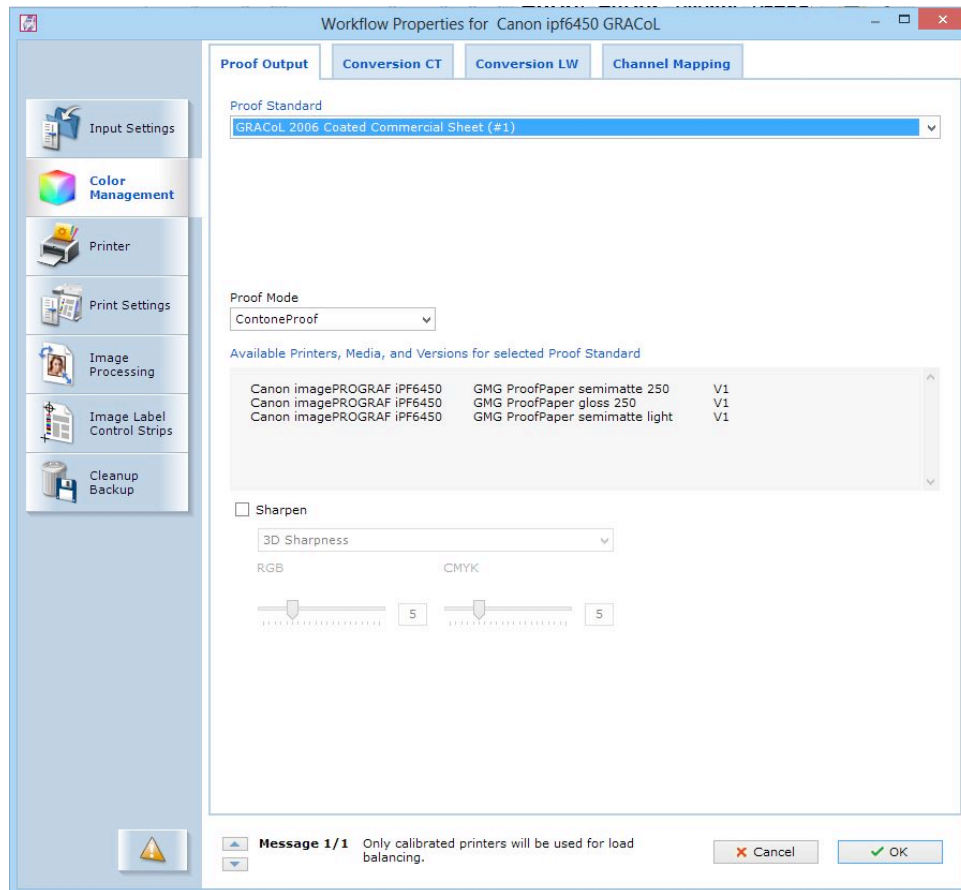 Workflow Properties for Canon ipf6450 GRACoL
Proof Output
Conversion CT
Conversion LW
Channel Mapping
Input Settings
Color
Management
Printer
Print Settings
Image
Processing
Image Label
Control Strips
Cleanup
Backup
Proof Standard
GRACoL 2006 Coated Commercial Sheet (#1)
Proof Mode
ContoneProof
Available Printers, Media, and Versions for selected Proof Standard
Canon imagePROGRAF iPF6450 GMG ProofPaper semimatte 250 V1
Canon imagePROGRAF iPF6450 GMG ProofPaper gloss 250 V1
Canon imagePROGRAF iPF6450 GMG ProofPaper semimatte light V1
Sharpen
3D Sharpness
RGB CMYK
5 5
Message 1/1 Only calibrated printers will be used for load
balancing.
Cancel
OK